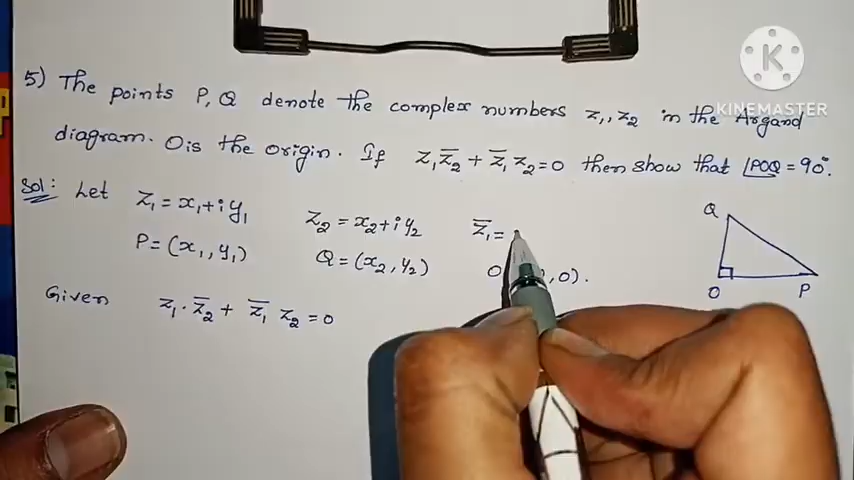 5) The points P, Q denote the complex numbers z₁, z₂ in the Argand
diagram. O is the origin. If z₁z̅₂ + z̅₁z₂ = 0 then show that ∠POQ = 90°.
Sol: Let z₁ = x₁ + iy₁ z₂ = x₂ + iy₂ z̅₁ =
P = (x₁, y₁) Q = (x₂, y₂) O , 0).
Given z₁ · z̅₂ + z̅₁ z₂ = 0
Q
O P
K
KINEMASTER